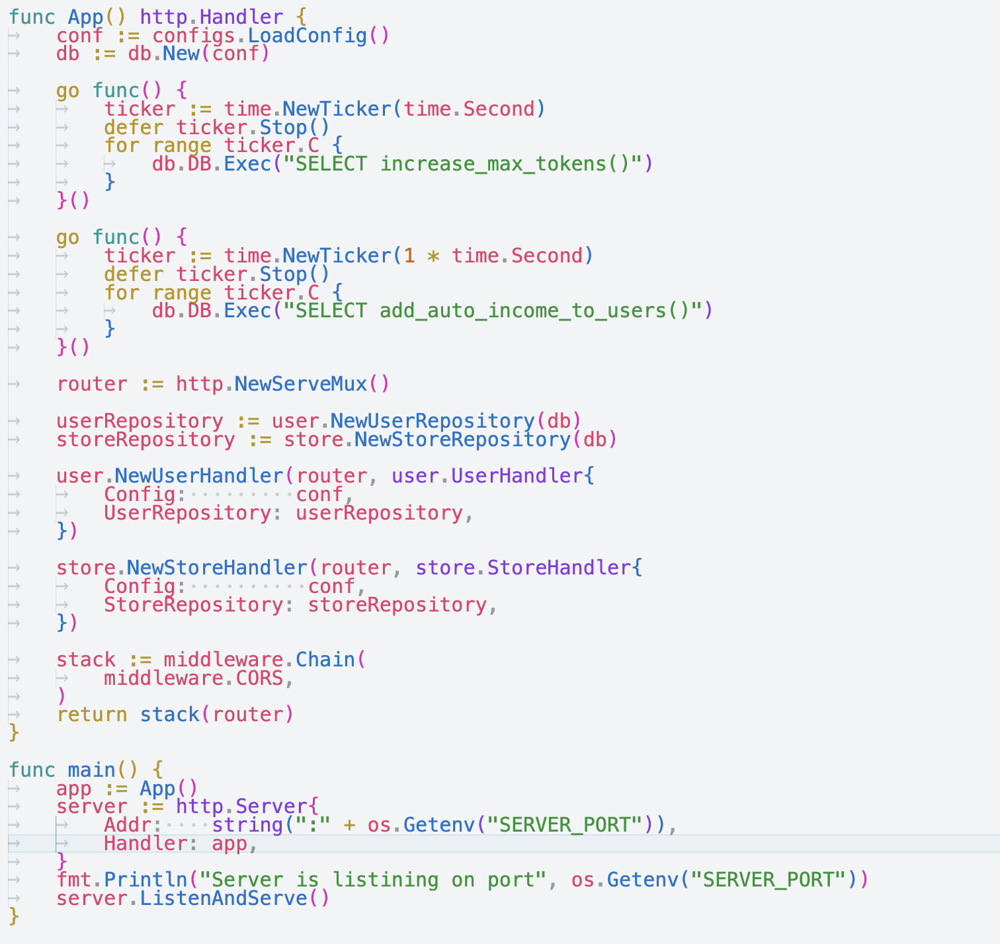 func App() http.Handler {
	conf := configs.LoadConfig()
	db := db.New(conf)

	go func() {
		ticker := time.NewTicker(time.Second)
		defer ticker.Stop()
		for range ticker.C {
			db.DB.Exec("SELECT increase_max_tokens()")
		}
	}()

	go func() {
		ticker := time.NewTicker(1 * time.Second)
		defer ticker.Stop()
		for range ticker.C {
			db.DB.Exec("SELECT add_auto_income_to_users()")
		}
	}()

	router := http.NewServeMux()

	userRepository := user.NewUserRepository(db)
	storeRepository := store.NewStoreRepository(db)

	user.NewUserHandler(router, user.UserHandler{
		Config:         conf,
		UserRepository: userRepository,
	})

	store.NewStoreHandler(router, store.StoreHandler{
		Config:          conf,
		StoreRepository: storeRepository,
	})

	stack := middleware.Chain(
		middleware.CORS,
	)
	return stack(router)
}

func main() {
	app := App()
	server := http.Server{
		Addr:    string(":" + os.Getenv("SERVER_PORT")),
		Handler: app,
	}
	fmt.Println("Server is listining on port", os.Getenv("SERVER_PORT"))
	server.ListenAndServe()
}